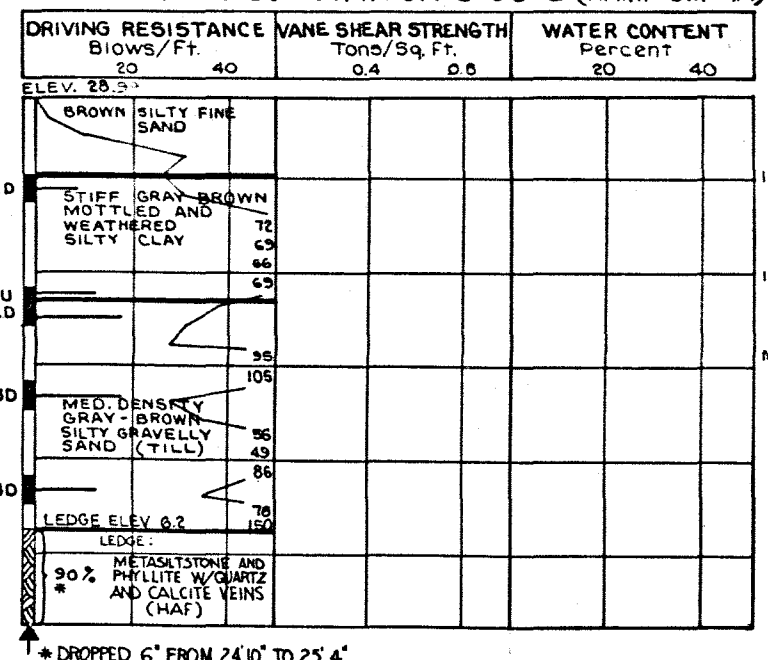 DRIVING RESISTANCE
Blows/Ft.
20 40
VANE SHEAR STRENGTH
Tons/Sq. Ft.
0.4 0.8
WATER CONTENT
Percent
20 40
ELEV. 28.9
BROWN SILTY FINE
SAND
D
STIFF GRAY-BROWN
MOTTLED AND
WEATHERED
SILTY CLAY
72
69
66
69
U
D
95
105
3D
MED. DENSITY
GRAY-BROWN
SILTY GRAVELLY
SAND (TILL)
56
49
86
4D
78
150
LEDGE ELEV 6.2
LEDGE:
90%
*
METASILTSTONE AND
PHYLLITE W/QUARTZ
AND CALCITE VEINS
(HAF)
* DROPPED 6" FROM 24'10" TO 25'4"